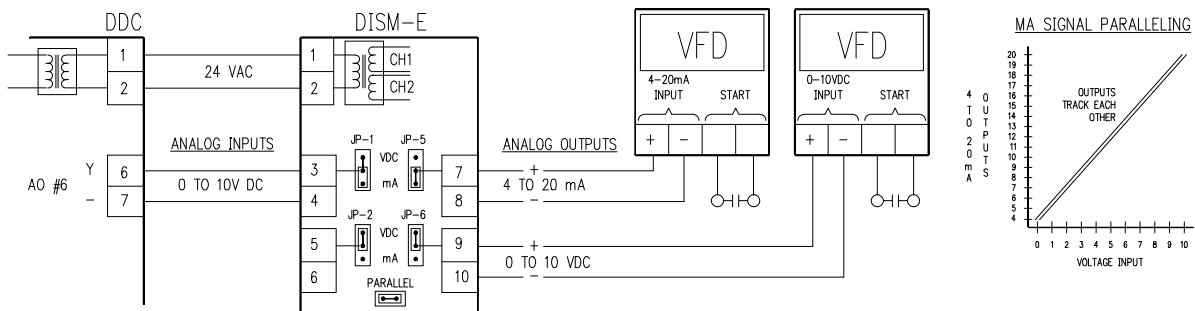 DDC
DISM-E
1
2
24 VAC
1
2
CH1
CH2
ANALOG INPUTS
AO #6
Y
6
0 TO 10V DC
3
-
7
4
5
6
JP-1
VDC
JP-5
mA
JP-2
VDC
JP-6
mA
PARALLEL
7
8
9
10
ANALOG OUTPUTS
+
4 TO 20 mA
-
+
0 TO 10 VDC
-
VFD
4-20mA
INPUT
START
+ -
VFD
0-10VDC
INPUT
START
+ -
MA SIGNAL PARALLELING
4 TO 20mA
OUTPUTS
20
19
18
17
16
15
14
13
12
11
10
9
8
7
6
5
4
OUTPUTS
TRACK EACH
OTHER
0 1 2 3 4 5 6 7 8 9 10
VOLTAGE INPUT